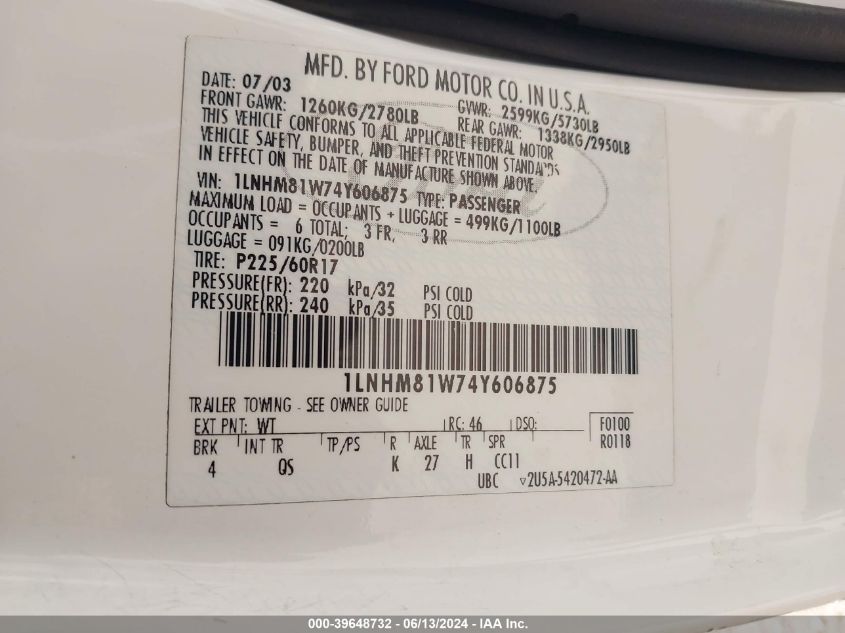 MFD. BY FORD MOTOR CO. IN U.S.A.
DATE: 07/03 GVWR: 2599KG/5730LB
FRONT GAWR: 1260KG/2780LB REAR GAWR: 1338KG/2950LB
THIS VEHICLE CONFORMS TO ALL APPLICABLE FEDERAL MOTOR
VEHICLE SAFETY, BUMPER, AND THEFT PREVENTION STANDARDS
IN EFFECT ON THE DATE OF MANUFACTURE SHOWN ABOVE.
VIN: 1LNHM81W74Y606875 TYPE: PASSENGER
MAXIMUM LOAD = OCCUPANTS + LUGGAGE = 499KG/1100LB
OCCUPANTS = 6 TOTAL; 3 FR, 3 RR
LUGGAGE = 091KG/0200LB
TIRE: P225/60R17
PRESSURE(FR): 220 kPa/32 PSI COLD
PRESSURE(RR): 240 kPa/35 PSI COLD
1LNHM81W74Y606875
TRAILER TOWING - SEE OWNER GUIDE
EXT PNT: WT RC: 46 DSO: F0100
R0118
BRK INT TR TP/PS R AXLE TR SPR
4 QS K 27 H CC11
UBC ▽2U5A-5420472-AA
000-39648732 - 06/13/2024 - IAA Inc.